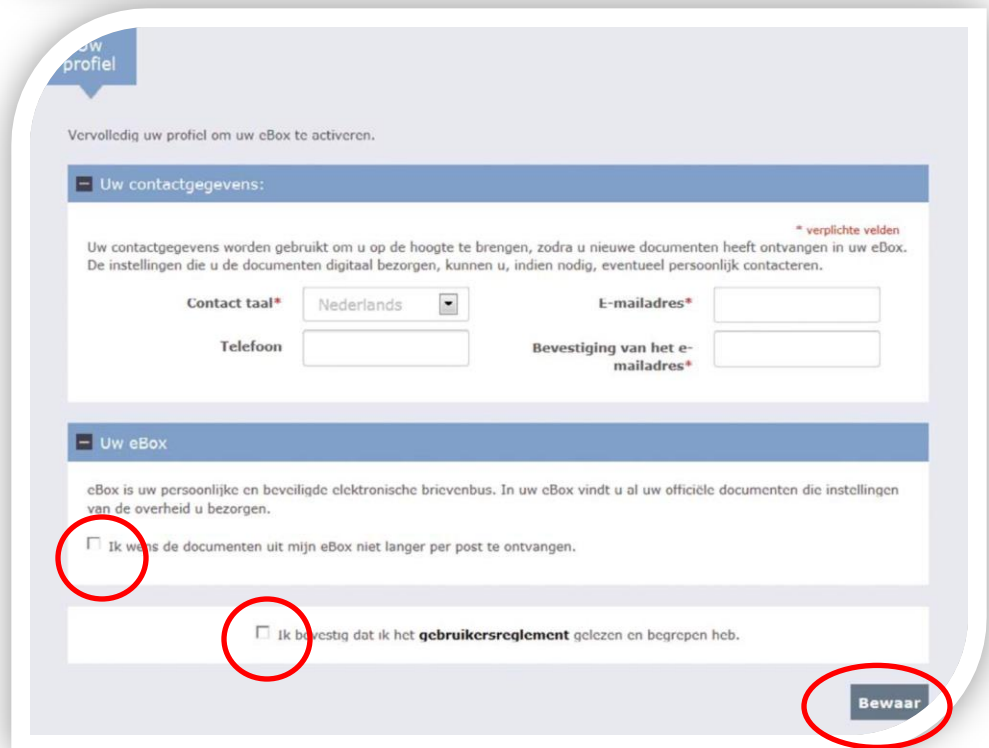 Uw
profiel
Vervolledig uw profiel om uw eBox te activeren.
Uw contactgegevens:
* verplichte velden
Uw contactgegevens worden gebruikt om u op de hoogte te brengen, zodra u nieuwe documenten heeft ontvangen in uw eBox.
De instellingen die u de documenten digitaal bezorgen, kunnen u, indien nodig, eventueel persoonlijk contacteren.
Contact taal* Nederlands E-mailadres*
Telefoon Bevestiging van het e-
mailadres*
Uw eBox
eBox is uw persoonlijke en beveiligde elektronische brievenbus. In uw eBox vindt u al uw officiële documenten die instellingen
van de overheid u bezorgen.
Ik wens de documenten uit mijn eBox niet langer per post te ontvangen.
Ik bevestig dat ik het gebruikersreglement gelezen en begrepen heb.
Bewaar